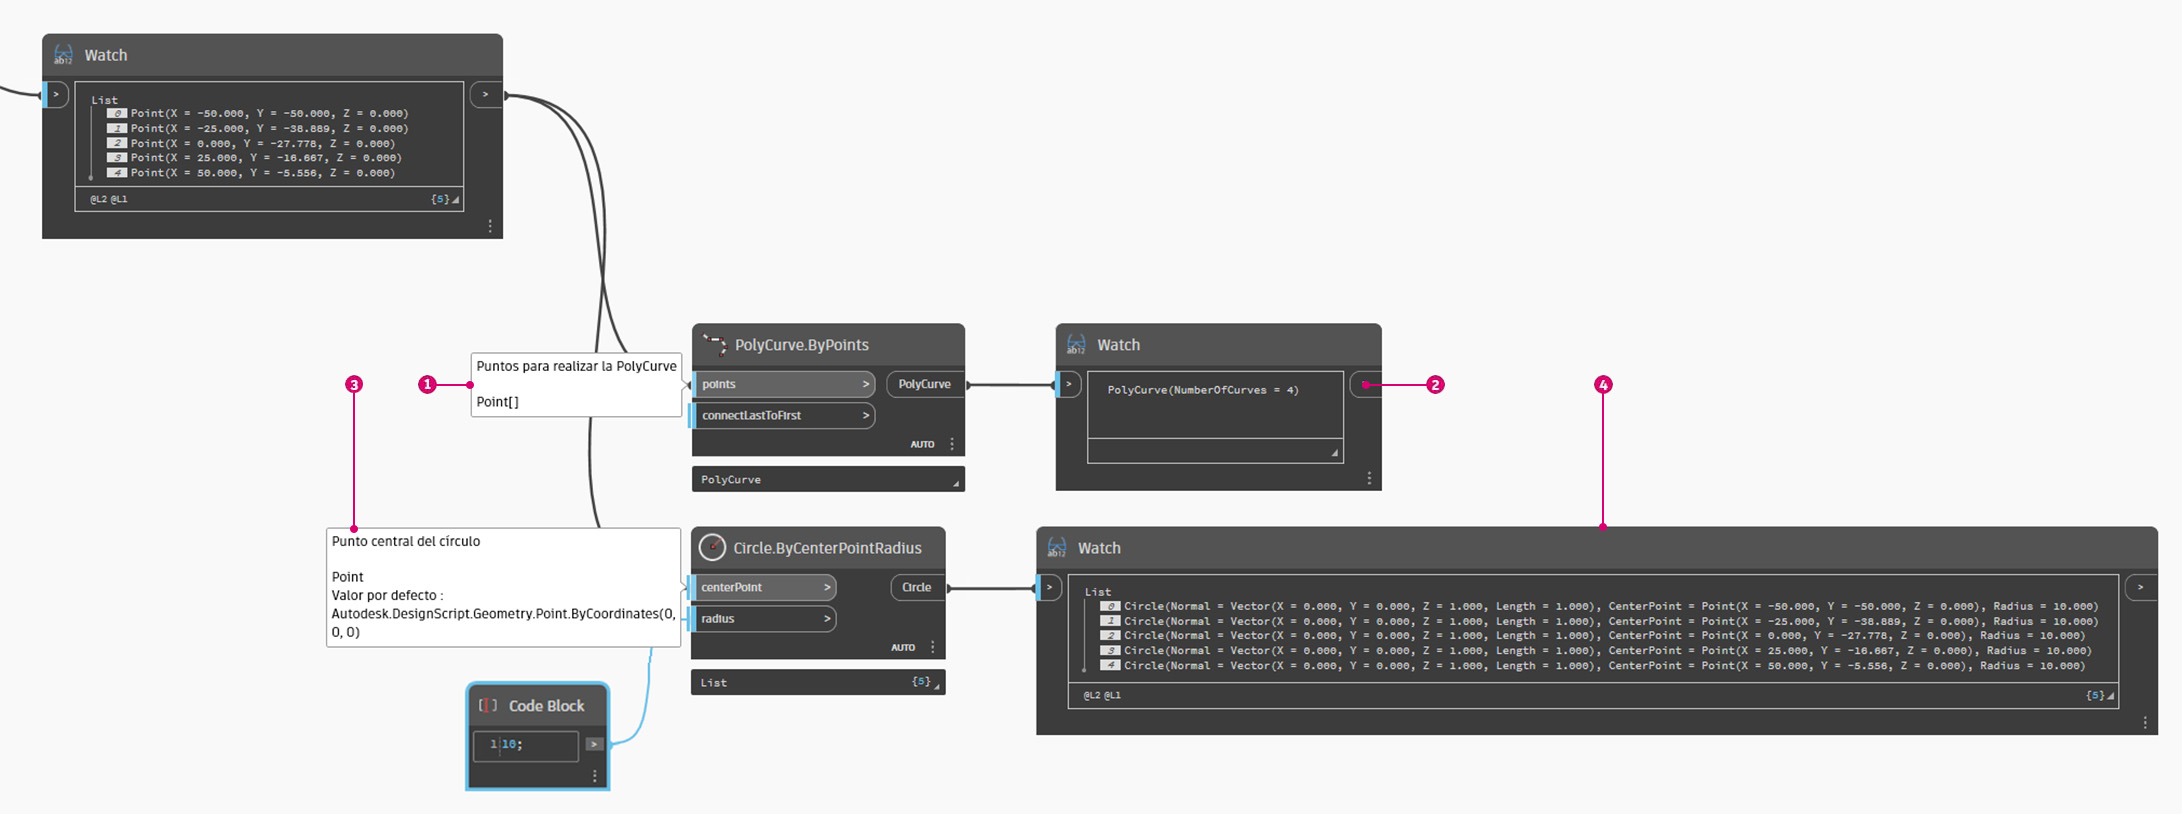 Watch
>
>
List
0 Point(X = -50.000, Y = -50.000, Z = 0.000)
1 Point(X = -25.000, Y = -38.889, Z = 0.000)
2 Point(X = 0.000, Y = -27.778, Z = 0.000)
3 Point(X = 25.000, Y = -16.667, Z = 0.000)
4 Point(X = 50.000, Y = -5.556, Z = 0.000)
@L2 @L1 {5}
3
1
Puntos para realizar la PolyCurve
Point[]
PolyCurve.ByPoints
points > PolyCurve
connectLastToFirst >
AUTO
PolyCurve
Watch
>
PolyCurve(NumberOfCurves = 4)
2
4
Punto central del círculo
Point
Valor por defecto :
Autodesk.DesignScript.Geometry.Point.ByCoordinates(0,
0, 0)
Circle.ByCenterPointRadius
centerPoint > Circle
radius >
AUTO
List {5}
Watch
>
>
List
0 Circle(Normal = Vector(X = 0.000, Y = 0.000, Z = 1.000, Length = 1.000), CenterPoint = Point(X = -50.000, Y = -50.000, Z = 0.000), Radius = 10.000)
1 Circle(Normal = Vector(X = 0.000, Y = 0.000, Z = 1.000, Length = 1.000), CenterPoint = Point(X = -25.000, Y = -38.889, Z = 0.000), Radius = 10.000)
2 Circle(Normal = Vector(X = 0.000, Y = 0.000, Z = 1.000, Length = 1.000), CenterPoint = Point(X = 0.000, Y = -27.778, Z = 0.000), Radius = 10.000)
3 Circle(Normal = Vector(X = 0.000, Y = 0.000, Z = 1.000, Length = 1.000), CenterPoint = Point(X = 25.000, Y = -16.667, Z = 0.000), Radius = 10.000)
4 Circle(Normal = Vector(X = 0.000, Y = 0.000, Z = 1.000, Length = 1.000), CenterPoint = Point(X = 50.000, Y = -5.556, Z = 0.000), Radius = 10.000)
@L2 @L1 {5}
Code Block
1 10;
>